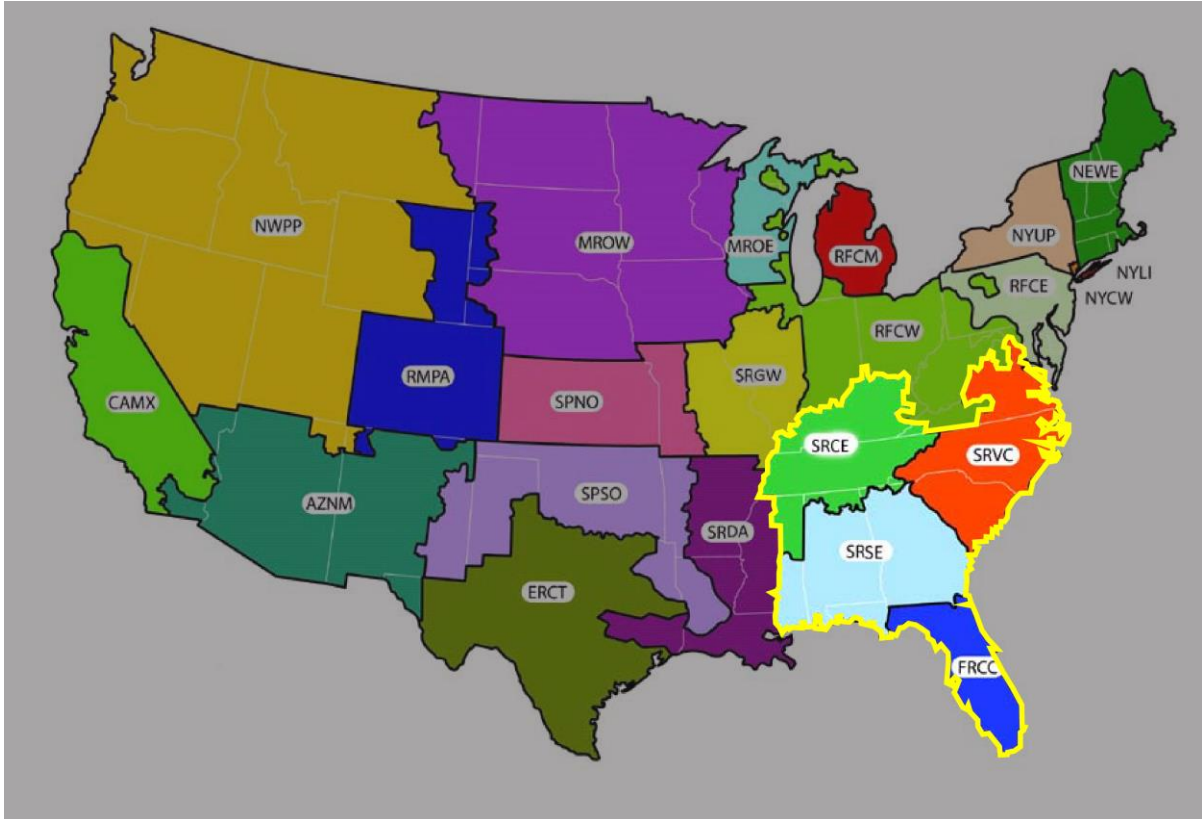 NEWE
NWPP
MROW
MROE
RFCM
NYUP
NYLI
NYCW
RFCE
RFCW
RMPA
SRGW
SPNO
CAMX
SRCE
SRVC
AZNM
SPSO
SRDA
SRSE
ERCT
FRCC